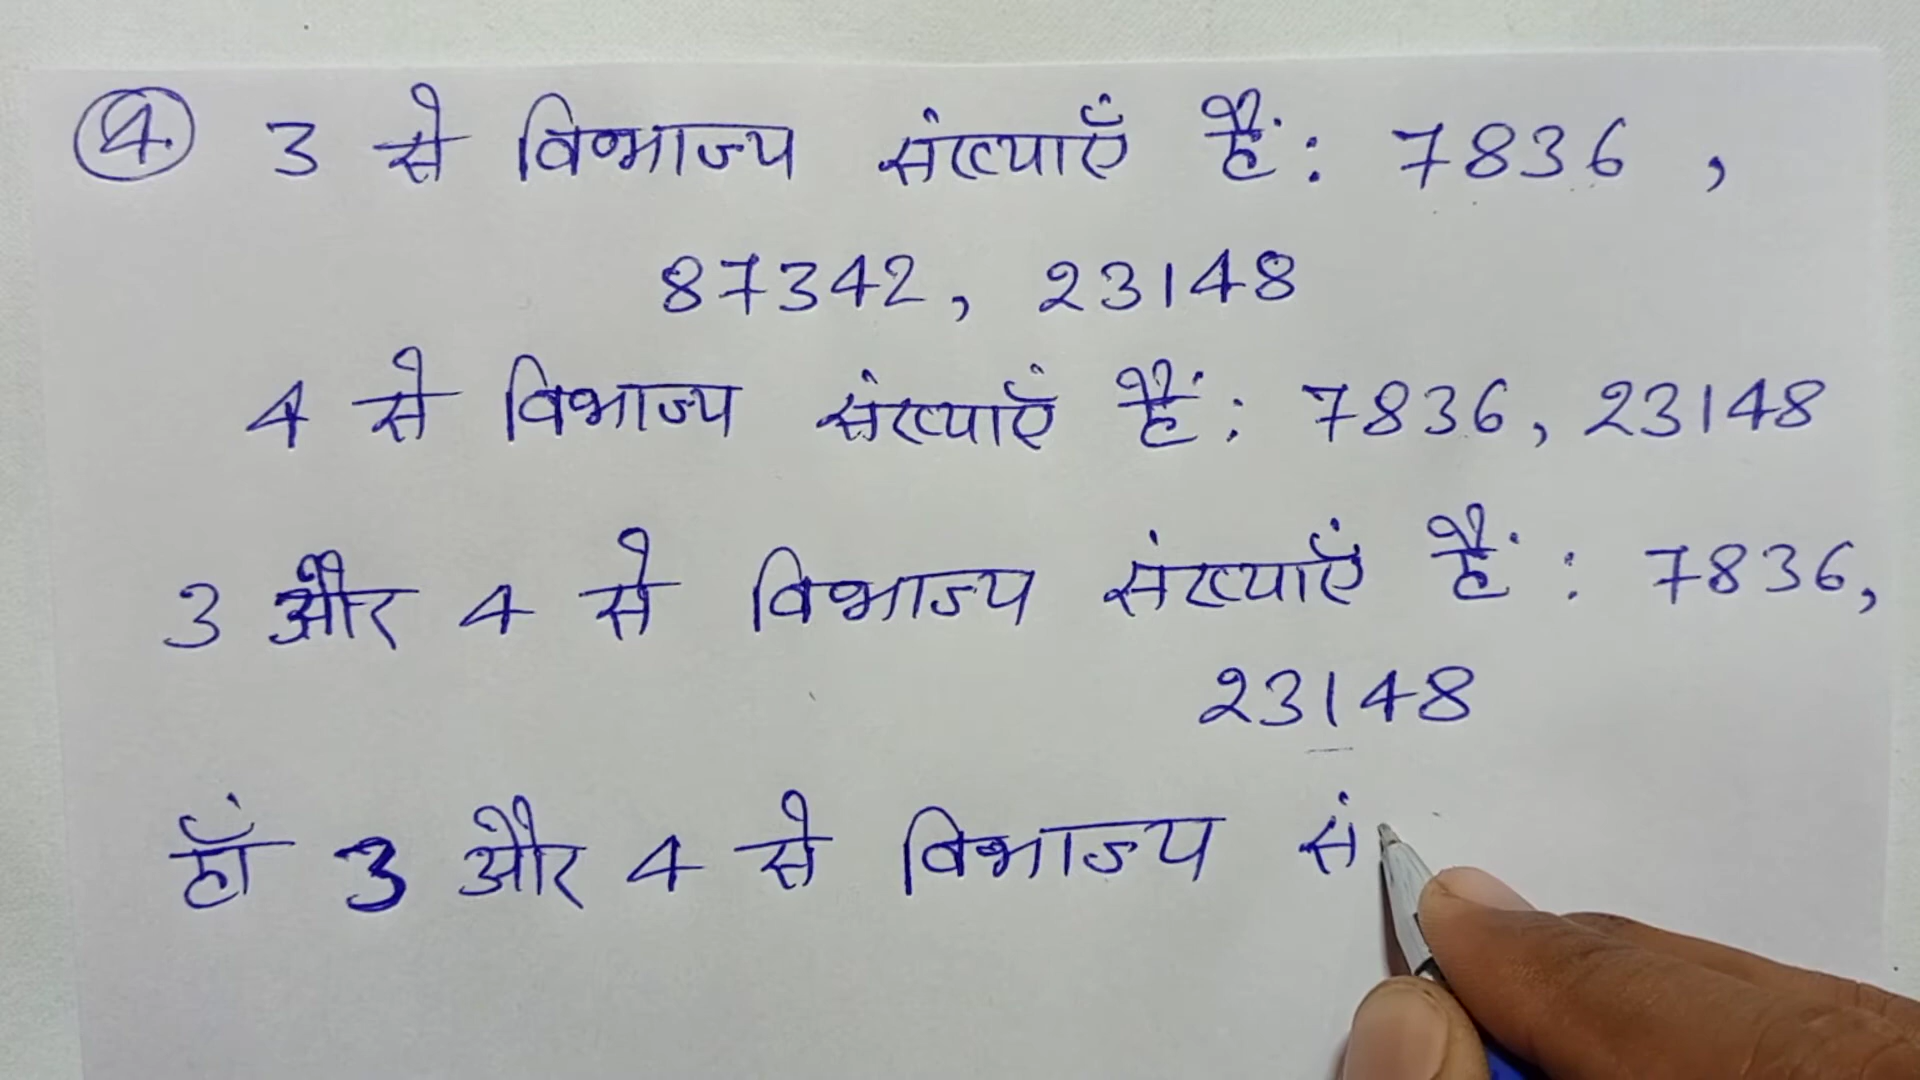 4. 3 से विभाज्य संख्याएँ हैं: 7836,
87342, 23148
4 से विभाज्य संख्याएं हैं: 7836, 23148
3 और 4 से विभाज्य संख्याएं हैं: 7836,
23148
हाँ 3 और 4 से विभाज्य सं